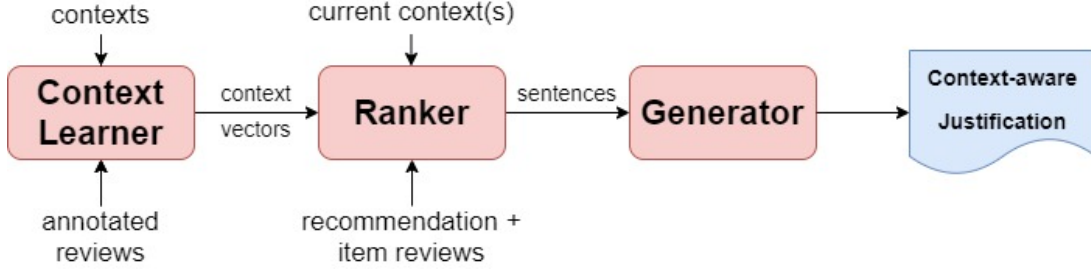 contexts
current context(s)
Context
Learner
context
vectors
Ranker
sentences
Generator
Context-aware
Justification
annotated
reviews
recommendation +
item reviews